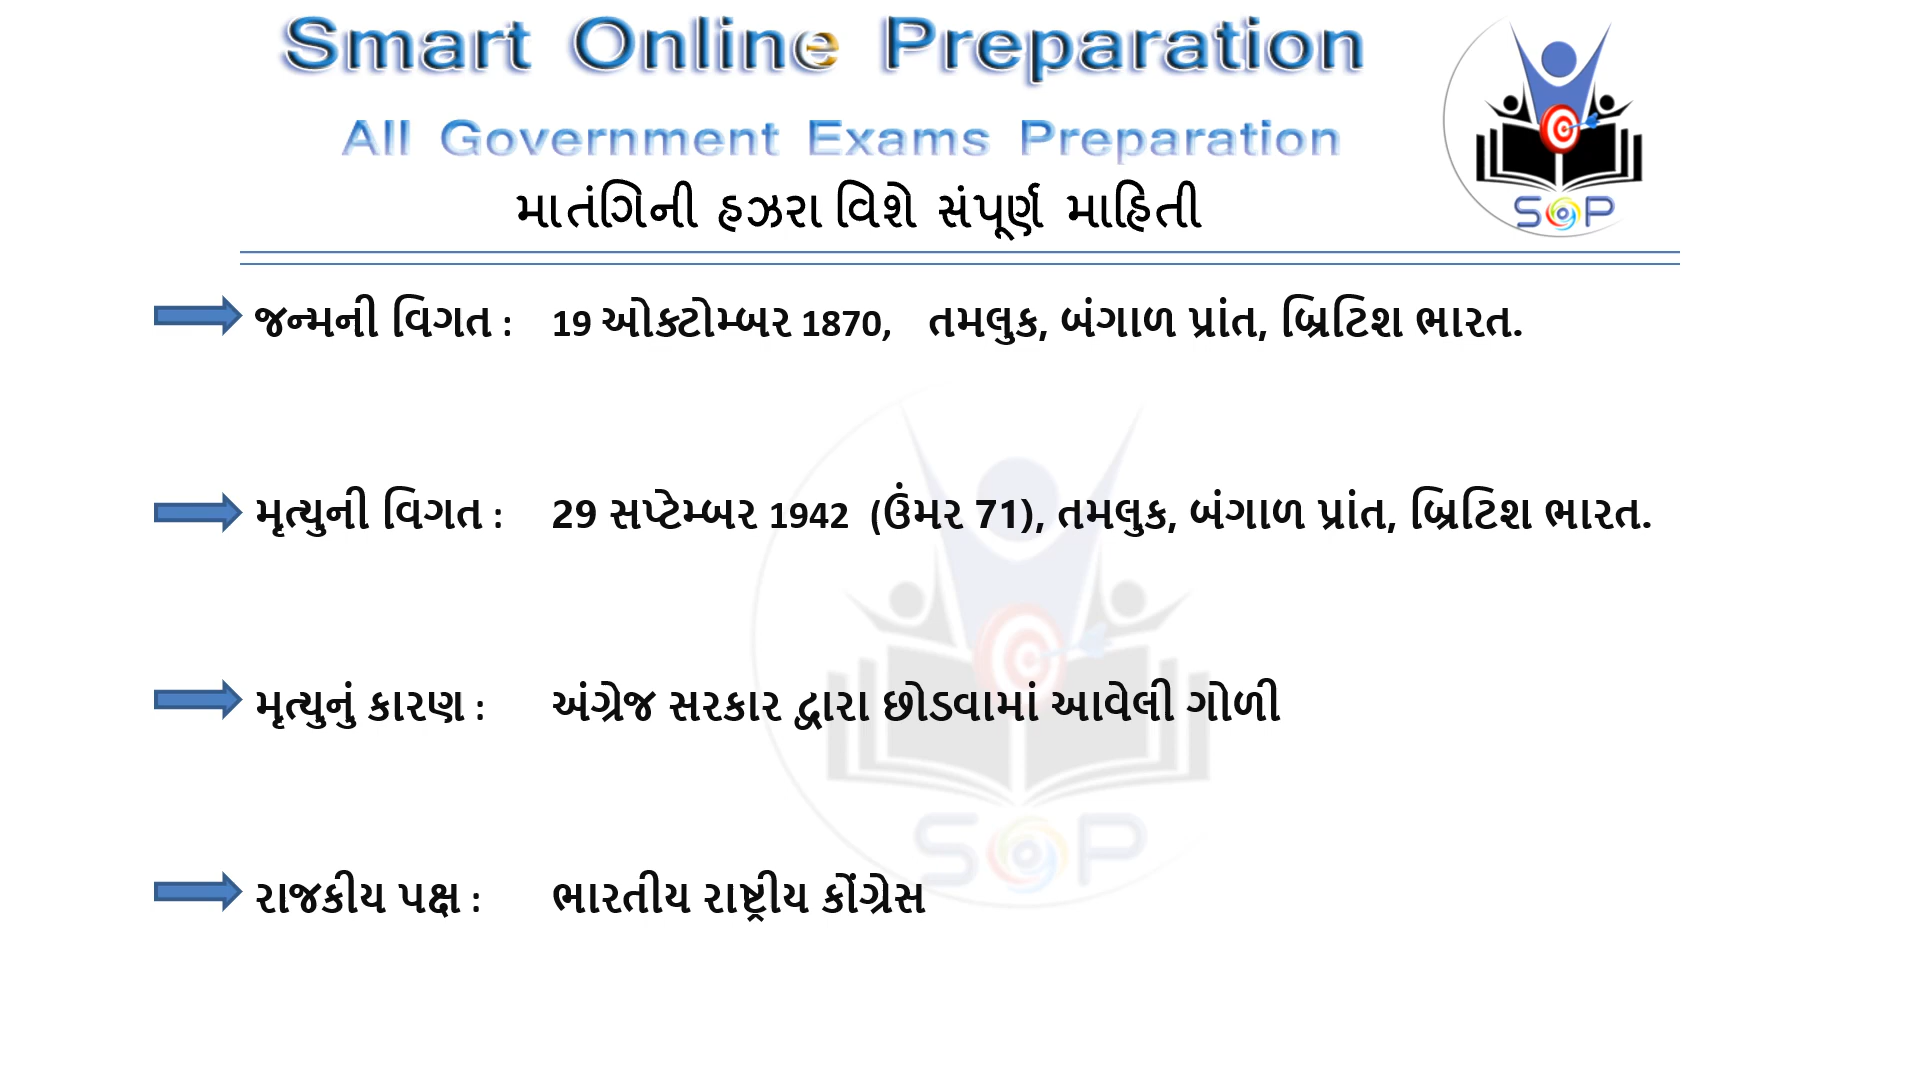 Smart Online Preparation
All Government Exams Preparation
SOP
માતંગિની હઝરા વિશે સંપૂર્ણ માહિતી
જન્મની વિગત : 19 ઓક્ટોમ્બર 1870, તમલુક, બંગાળ પ્રાંત, બ્રિટિશ ભારત.
મૃત્યુની વિગત : 29 સપ્ટેમ્બર 1942 (ઉંમર 71), તમલુક, બંગાળ પ્રાંત, બ્રિટિશ ભારત.
મૃત્યુનું કારણ : અંગ્રેજ સરકાર દ્વારા છોડવામાં આવેલી ગોળી
SOP
રાજકીય પક્ષ : ભારતીય રાષ્ટ્રીય કોંગ્રેસ